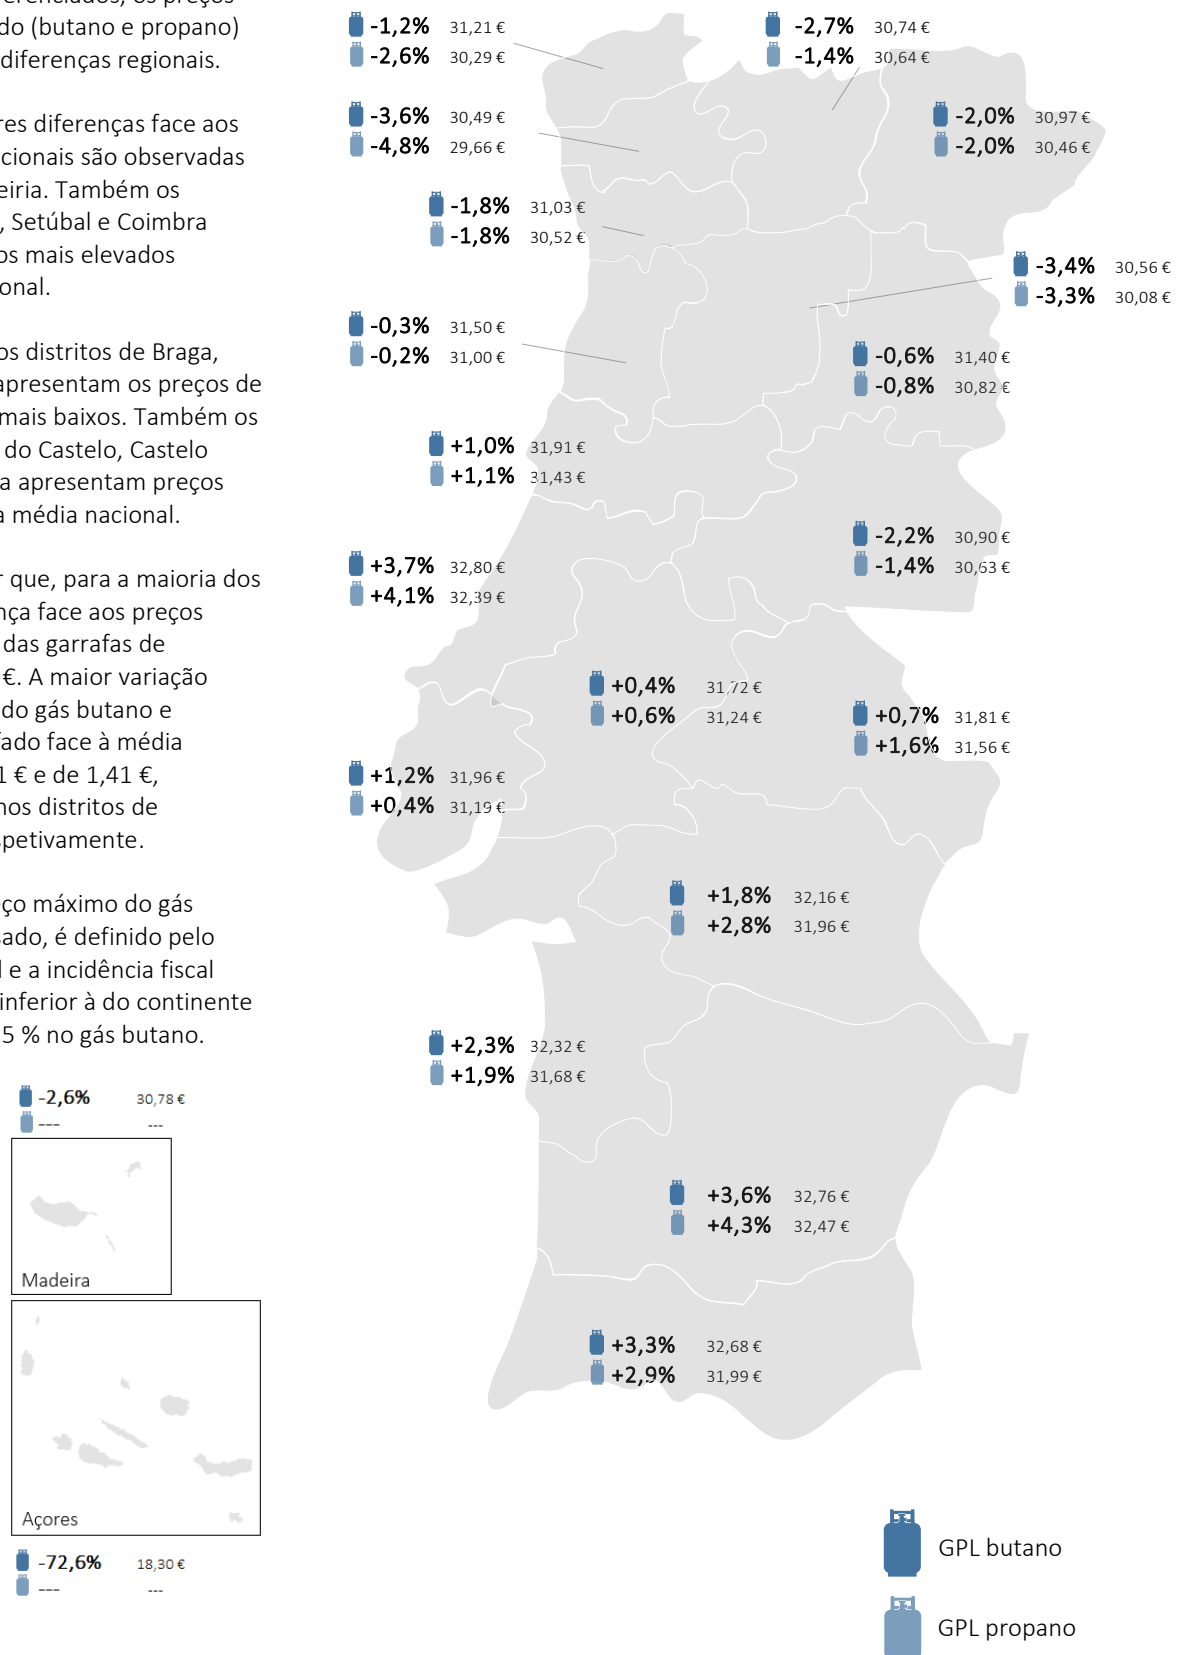 erenciados, os preços
do (butano e propano)
diferenças regionais.
res diferenças face aos
cionais são observadas
eiria. Também os
, Setúbal e Coimbra
os mais elevados
onal.
os distritos de Braga,
apresentam os preços de
mais baixos. Também os
do Castelo, Castelo
a apresentam preços
a média nacional.
r que, para a maioria dos
nça face aos preços
das garrafas de
€. A maior variação
do gás butano e
fado face à média
1 € e de 1,41 €,
nos distritos de
spetivamente.
eço máximo do gás
sado, é definido pelo
l e a incidência fiscal
inferior à do continente
5 % no gás butano.
-2,6% 30,78 €
--- ---
Madeira
Açores
-72,6% 18,30 €
--- ---
-1,2% 31,21 €
-2,6% 30,29 €
-2,7% 30,74 €
-1,4% 30,64 €
-3,6% 30,49 €
-4,8% 29,66 €
-2,0% 30,97 €
-2,0% 30,46 €
-1,8% 31,03 €
-1,8% 30,52 €
-3,4% 30,56 €
-3,3% 30,08 €
-0,3% 31,50 €
-0,2% 31,00 €
-0,6% 31,40 €
-0,8% 30,82 €
+1,0% 31,91 €
+1,1% 31,43 €
-2,2% 30,90 €
-1,4% 30,63 €
+3,7% 32,80 €
+4,1% 32,39 €
+0,4% 31,72 €
+0,6% 31,24 €
+0,7% 31,81 €
+1,6% 31,56 €
+1,2% 31,96 €
+0,4% 31,19 €
+1,8% 32,16 €
+2,8% 31,96 €
+2,3% 32,32 €
+1,9% 31,68 €
+3,6% 32,76 €
+4,3% 32,47 €
+3,3% 32,68 €
+2,9% 31,99 €
GPL butano
GPL propano